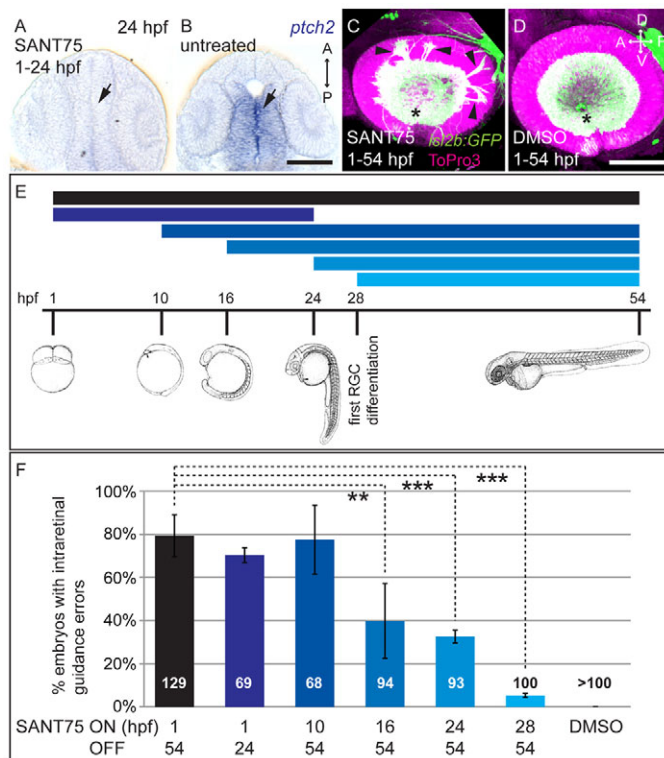 A
SANT75
1-24 hpf
24 hpf
B
untreated
ptch2
A
P
C
SANT75
1-54 hpf
isl2b:GFP
ToPro3
*
D
DMSO
1-54 hpf
D
A P
V
*
E
hpf 1 10 16 24 28 54
first RGC
differentiation
F
% embryos with intraretinal
guidance errors
100%
80%
60%
40%
20%
0%
** *** ***
129 69 68 94 93 100 >100
SANT75 ON (hpf) 1 1 10 16 24 28 DMSO
OFF 54 24 54 54 54 54